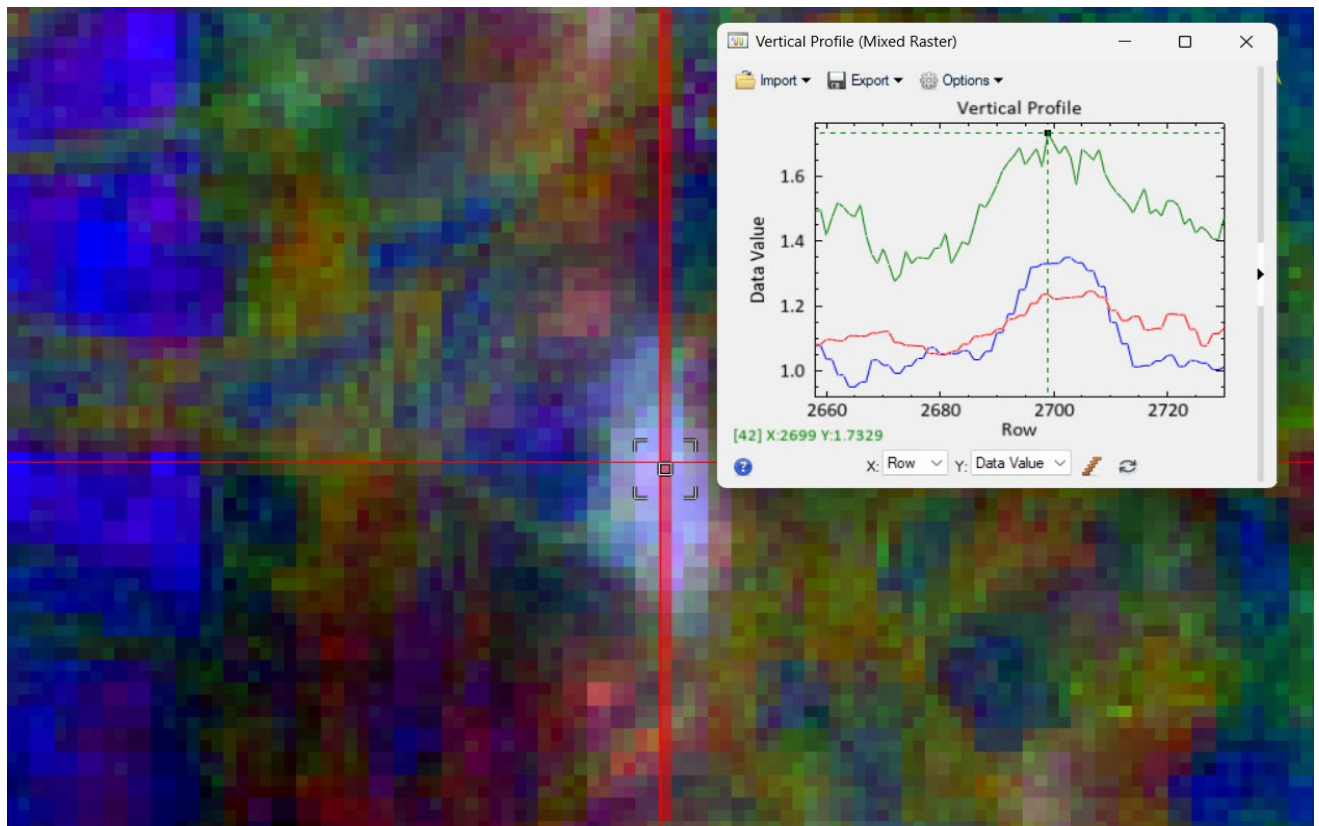 Vertical Profile (Mixed Raster)
Import Export Options
Vertical Profile
1.6
1.4
1.2
1.0
Data Value
2660 2680 2700 2720
Row
[42] X:2699 Y:1.7329
X: Row Y: Data Value